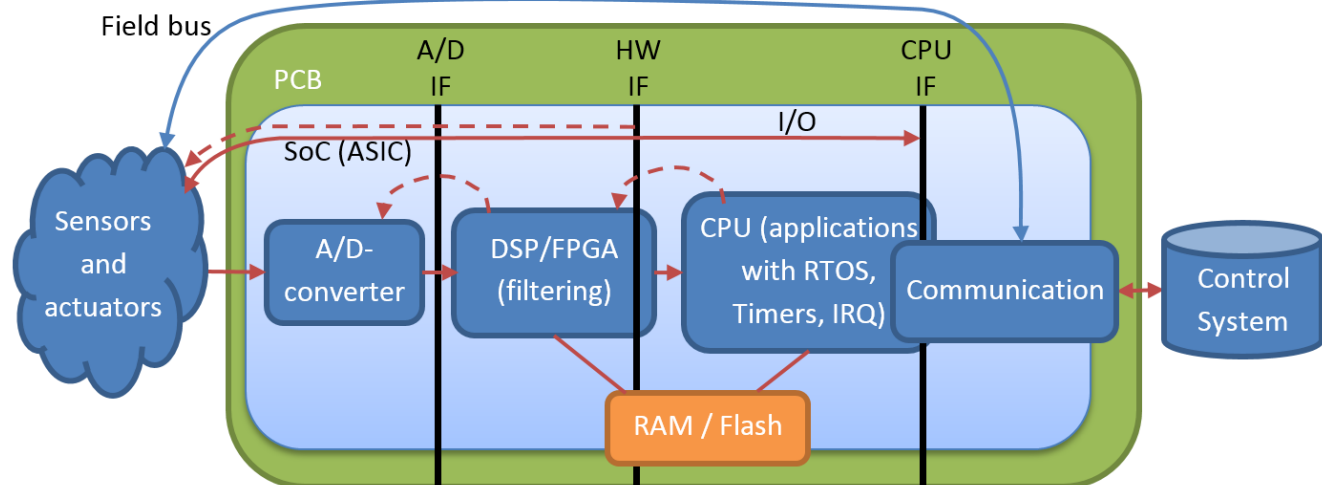 Field bus
PCB
A/D
IF
HW
IF
CPU
IF
I/O
SoC (ASIC)
Sensors
and
actuators
A/D-
converter
DSP/FPGA
(filtering)
CPU (applications
with RTOS,
Timers, IRQ)
Communication
Control
System
RAM / Flash